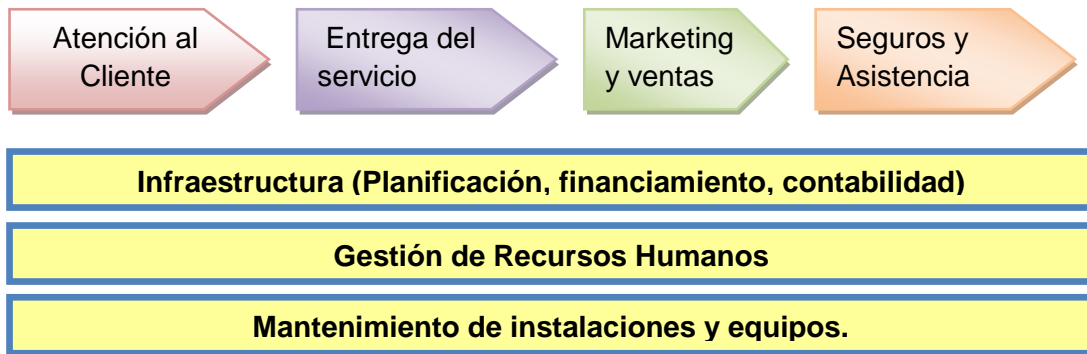 Atención al
Cliente
Entrega del
servicio
Marketing
y ventas
Seguros y
Asistencia
Infraestructura (Planificación, financiamiento, contabilidad)
Gestión de Recursos Humanos
Mantenimiento de instalaciones y equipos.